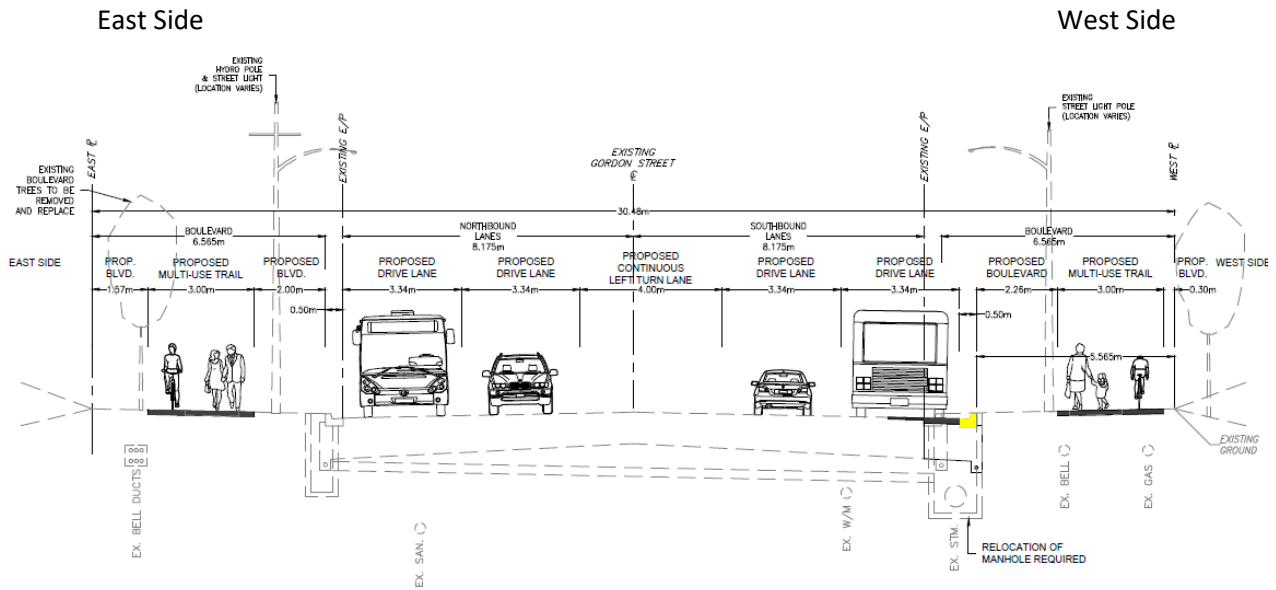 East Side
West Side
EXISTING
HYDRO POLE
& STREET LIGHT
(LOCATION VARIES)
EXISTING
STREET LIGHT POLE
(LOCATION VARIES)
EXISTING
BOULEVARD
TREES TO BE
REMOVED
AND REPLACE
EAST ⅊
EXISTING E/P
EXISTING
GORDON STREET
EXISTING E/P
WEST ⅊
30.48m
BOULEVARD
6.565m
NORTHBOUND
LANES
8.175m
SOUTHBOUND
LANES
8.175m
BOULEVARD
6.565m
EAST SIDE
PROP.
BLVD.
1.57m
PROPOSED
MULTI-USE TRAIL
3.00m
PROPOSED
BLVD.
2.00m
0.50m
PROPOSED
DRIVE LANE
3.34m
PROPOSED
DRIVE LANE
3.34m
PROPOSED
CONTINUOUS
LEFT TURN LANE
4.00m
PROPOSED
DRIVE LANE
3.34m
PROPOSED
DRIVE LANE
3.34m
0.50m
PROPOSED
BOULEVARD
2.26m
PROPOSED
MULTI-USE TRAIL
3.00m
PROP.
BLVD.
0.30m
WEST SIDE
5.565m
EXISTING
GROUND
EX. BELL DUCTS
EX. SAN.
EX. W/M
EX. STM.
EX. BELL
EX. GAS
RELOCATION OF
MANHOLE REQUIRED